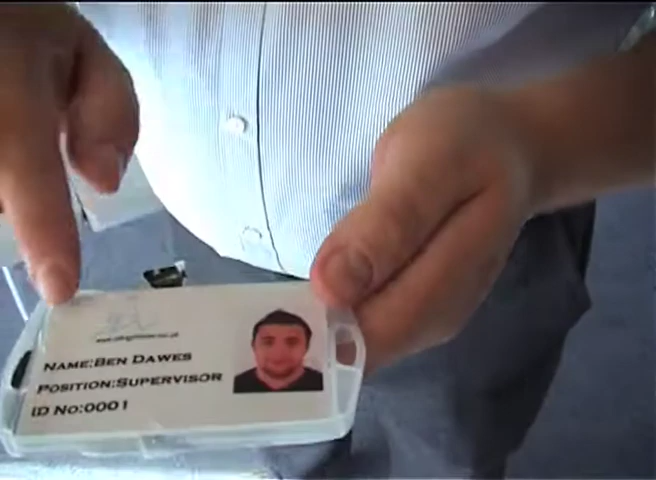 NAME:BEN DAWES
POSITION:SUPERVISOR
ID NO:0001